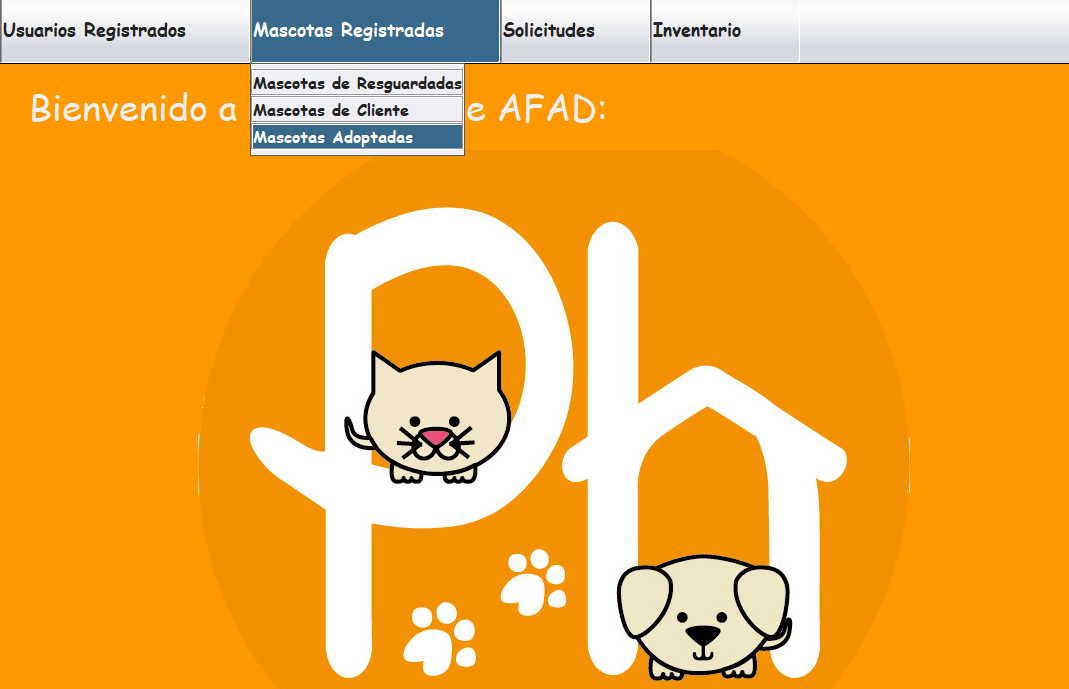 Usuarios Registrados
Mascotas Registradas
Solicitudes
Inventario
Mascotas de Resguardadas
Mascotas de Cliente
Mascotas Adoptadas
Bienvenido a e AFAD:
Ph